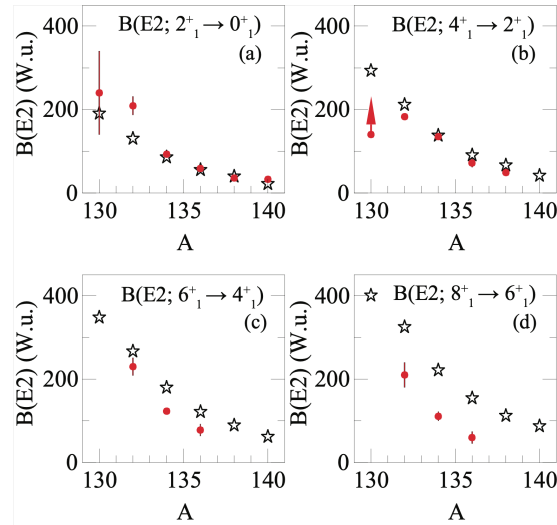 B(E2; 2⁺₁ → 0⁺₁)
(a)
400
200
0
B(E2) (W.u.)
130 135 140
A
B(E2; 4⁺₁ → 2⁺₁)
(b)
400
200
0
B(E2) (W.u.)
130 135 140
A
B(E2; 6⁺₁ → 4⁺₁)
(c)
400
200
0
B(E2) (W.u.)
130 135 140
A
B(E2; 8⁺₁ → 6⁺₁)
(d)
400
200
0
B(E2) (W.u.)
130 135 140
A